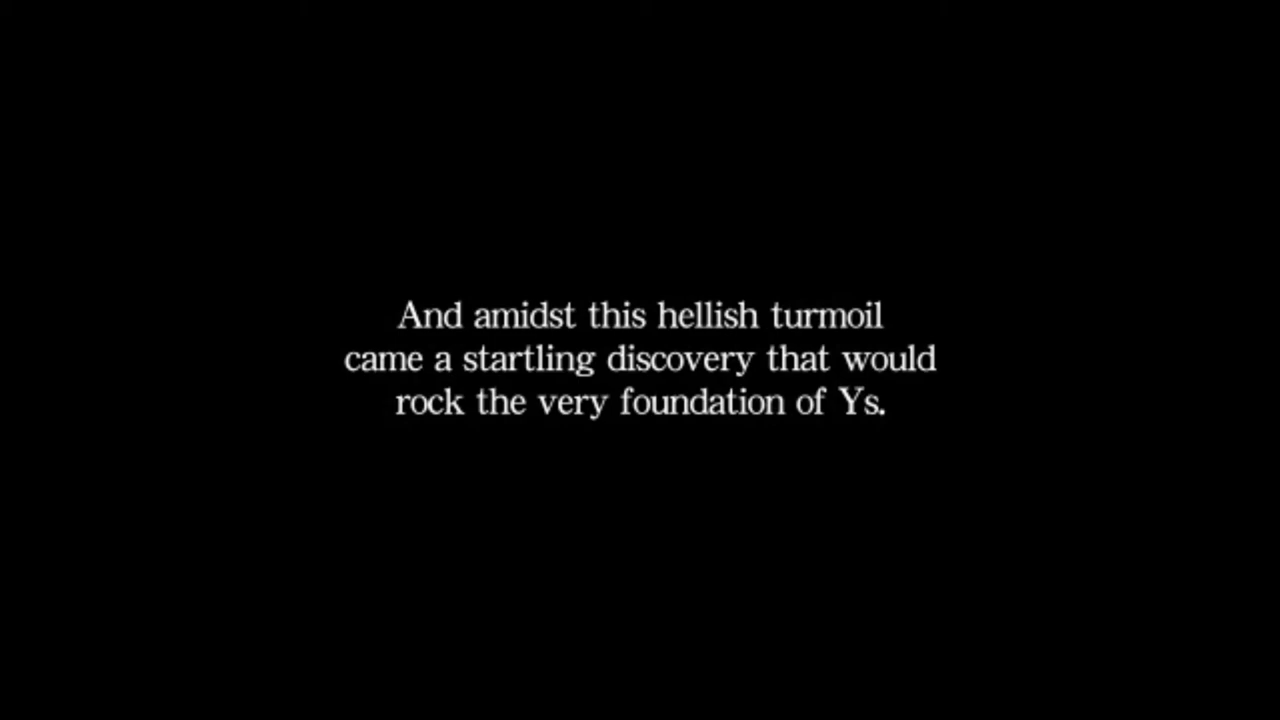 And amidst this hellish turmoil
came a startling discovery that would
rock the very foundation of Ys.